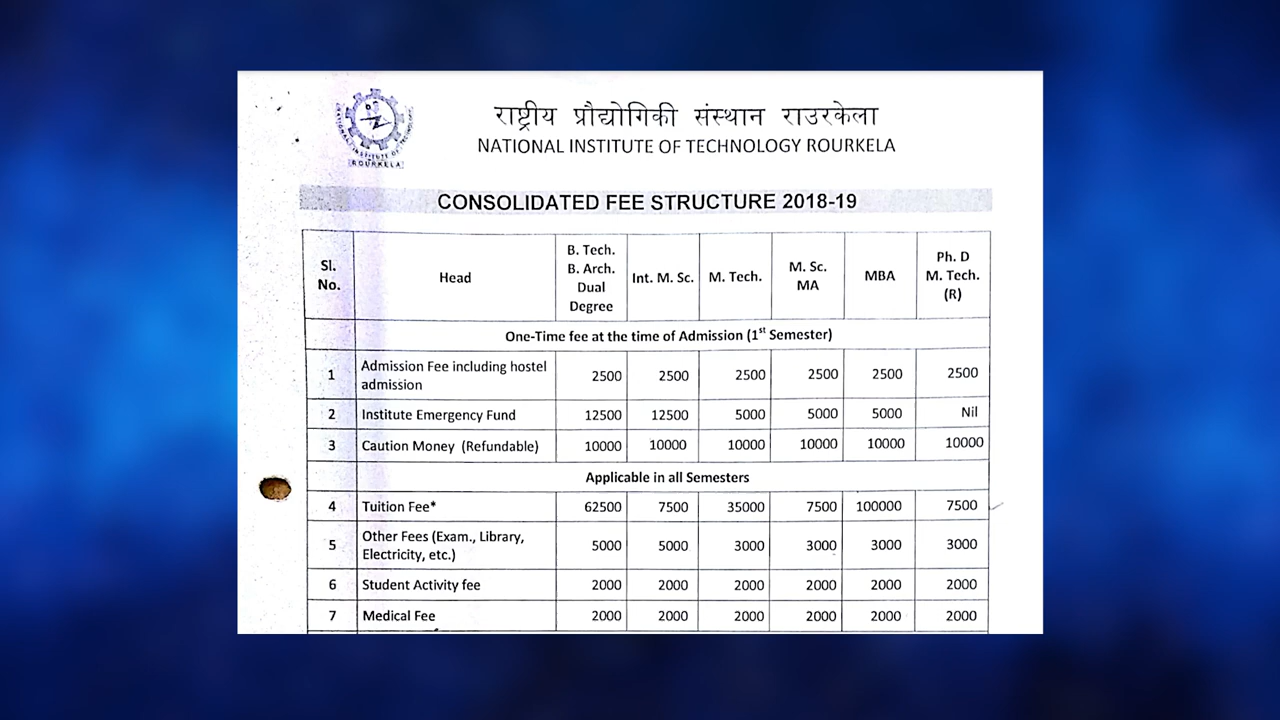 राष्ट्रीय प्रौद्योगिकी संस्थान राउरकेला
NATIONAL INSTITUTE OF TECHNOLOGY ROURKELA
NATIONAL INSTITUTE OF TECHNOLOGY
ROURKELA
CONSOLIDATED FEE STRUCTURE 2018-19
Sl. No. Head B. Tech. B. Arch. Dual Degree Int. M. Sc. M. Tech. M. Sc. MA MBA Ph. D M. Tech. (R)
One-Time fee at the time of Admission (1st Semester)
1 Admission Fee including hostel admission 2500 2500 2500 2500 2500 2500
2 Institute Emergency Fund 12500 12500 5000 5000 5000 Nil
3 Caution Money (Refundable) 10000 10000 10000 10000 10000 10000
Applicable in all Semesters
4 Tuition Fee* 62500 7500 35000 7500 100000 7500
5 Other Fees (Exam., Library, Electricity, etc.) 5000 5000 3000 3000 3000 3000
6 Student Activity fee 2000 2000 2000 2000 2000 2000
7 Medical Fee 2000 2000 2000 2000 2000 2000